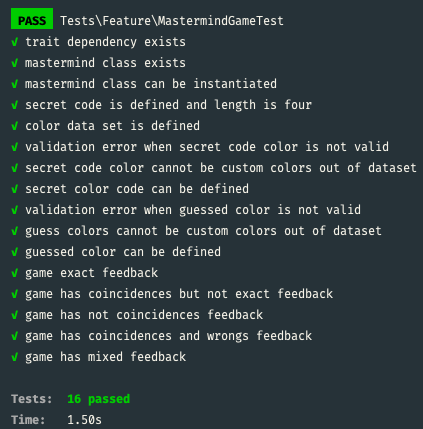 PASS Tests\Feature\MastermindGameTest
✓ trait dependency exists
✓ mastermind class exists
✓ mastermind class can be instantiated
✓ secret code is defined and length is four
✓ color data set is defined
✓ validation error when secret code color is not valid
✓ secret code color cannot be custom colors out of dataset
✓ secret color code can be defined
✓ validation error when guessed color is not valid
✓ guess colors cannot be custom colors out of dataset
✓ guessed color can be defined
✓ game exact feedback
✓ game has coincidences but not exact feedback
✓ game has not coincidences feedback
✓ game has coincidences and wrongs feedback
✓ game has mixed feedback
Tests: 16 passed
Time: 1.50s